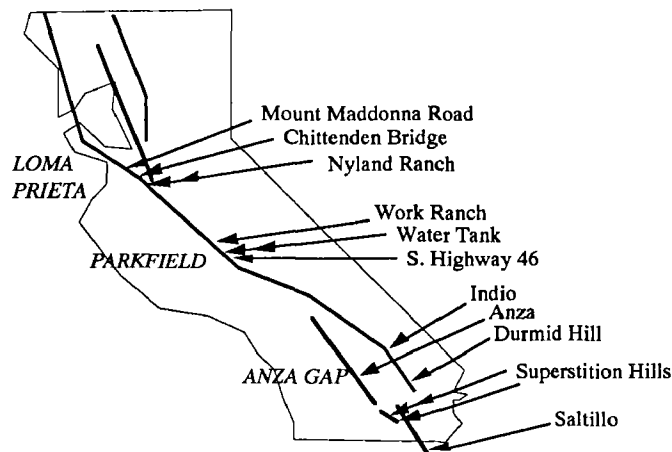 Mount Maddonna Road
Chittenden Bridge
Nyland Ranch
LOMA
PRIETA
Work Ranch
Water Tank
S. Highway 46
PARKFIELD
Indio
Anza
Durmid Hill
ANZA GAP
Superstition Hills
Saltillo